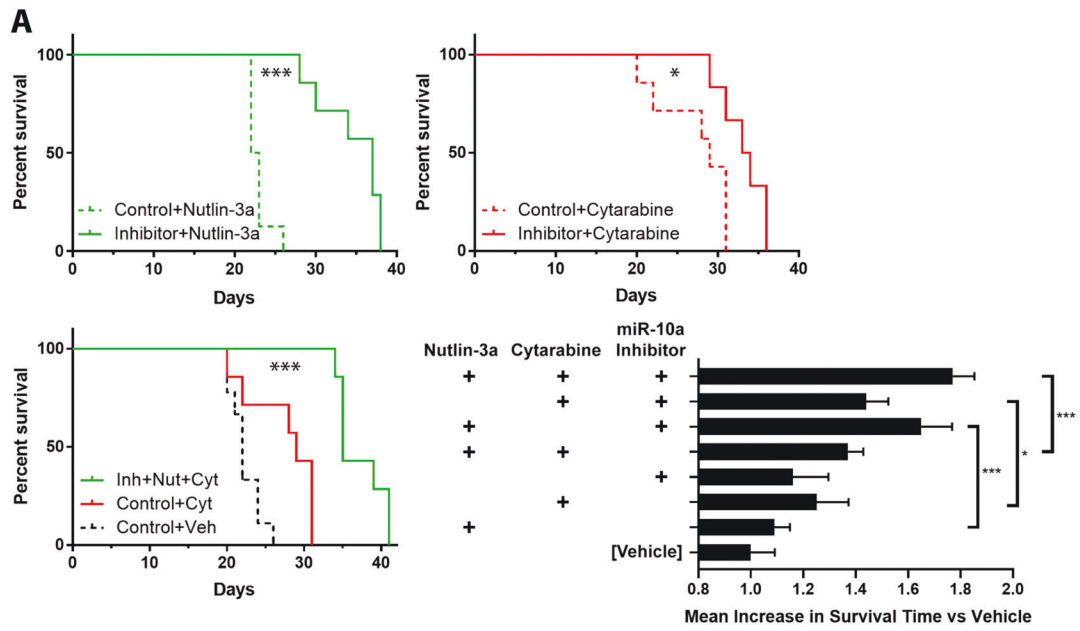 A
Percent survival
100
50
0
***
Control+Nutlin-3a
Inhibitor+Nutlin-3a
0 10 20 30 40
Days
Percent survival
100
50
0
*
Control+Cytarabine
Inhibitor+Cytarabine
0 10 20 30 40
Days
Percent survival
100
50
0
***
Inh+Nut+Cyt
Control+Cyt
Control+Veh
0 10 20 30 40
Days
miR-10a
Nutlin-3a Cytarabine Inhibitor
+ + +
+ +
+ +
+ +
+
+
+
[Vehicle]
***
*
***
0.8 1.0 1.2 1.4 1.6 1.8 2.0
Mean Increase in Survival Time vs Vehicle